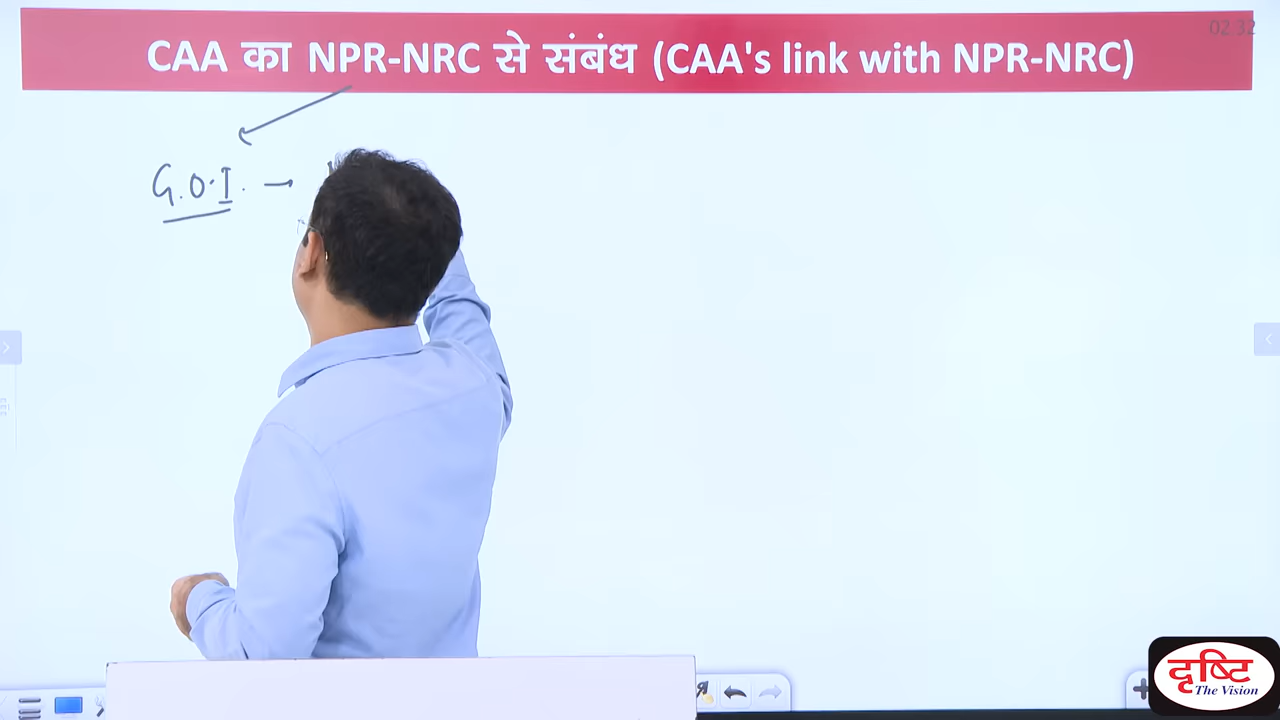 02:32
CAA का NPR-NRC से संबंध (CAA's link with NPR-NRC)
G.O.I. →
दृष्टि
The Vision